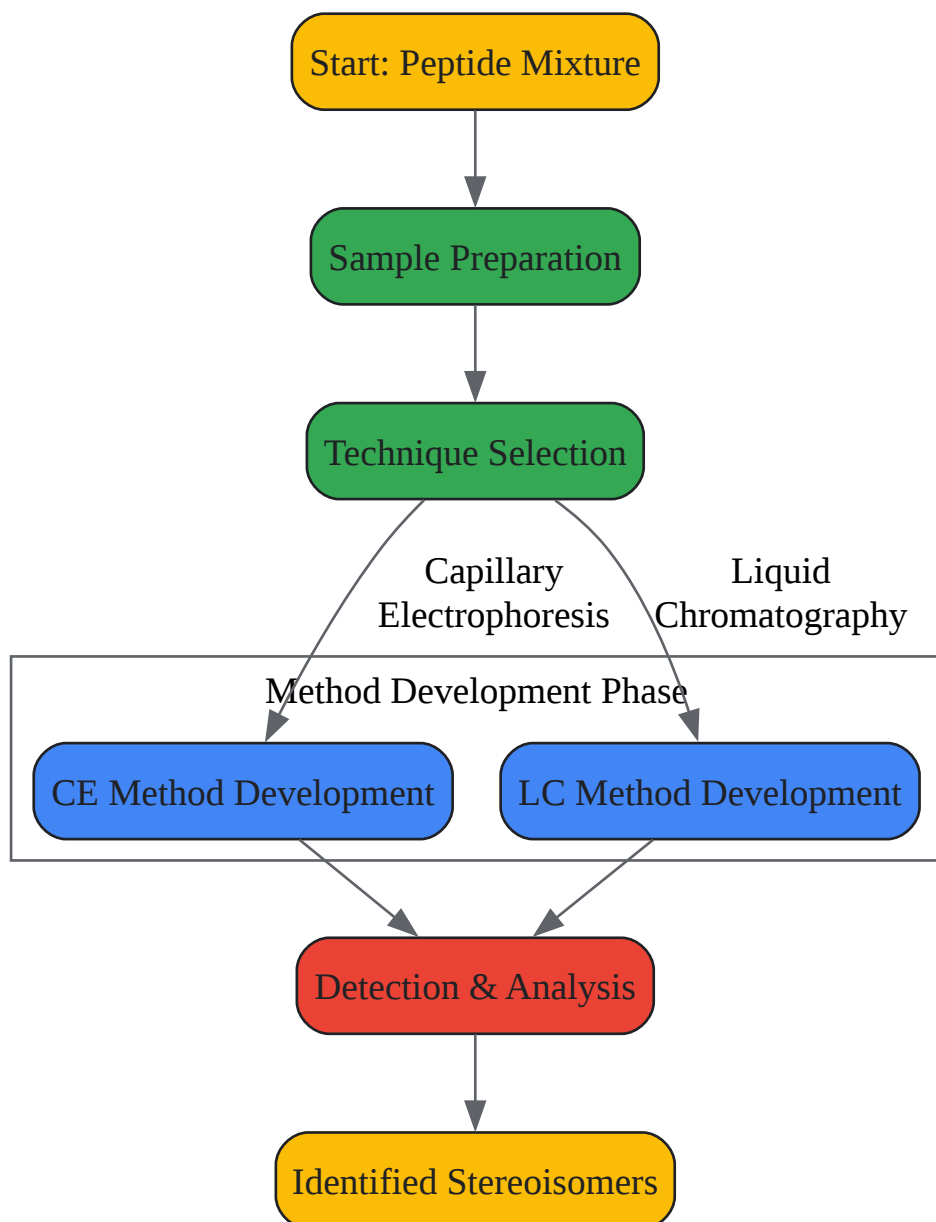 Start: Peptide Mixture
Sample Preparation
Technique Selection
Capillary
Electrophoresis
Liquid
Chromatography
Method Development Phase
CE Method Development
LC Method Development
Detection & Analysis
Identified Stereoisomers